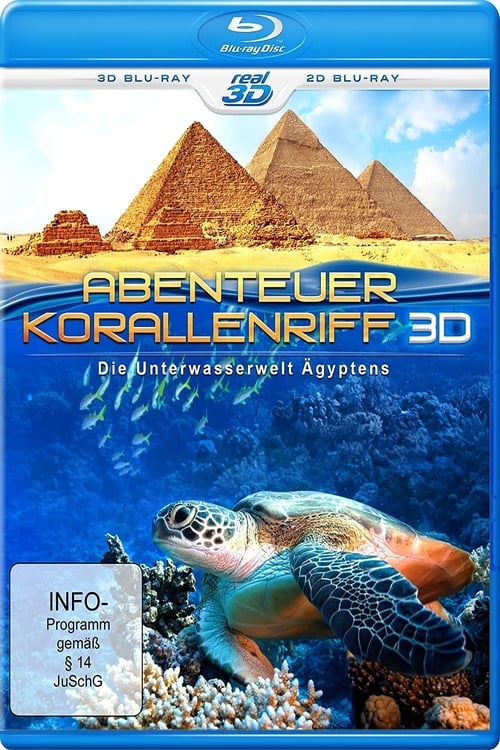 Blu-ray Disc
3D BLU-RAY real 3D 2D BLU-RAY
ABENTEUER
KORALLENRIFF 3D
Die Unterwasserwelt Ägyptens
INFO-
Programm
gemäß
§ 14
JuSchG